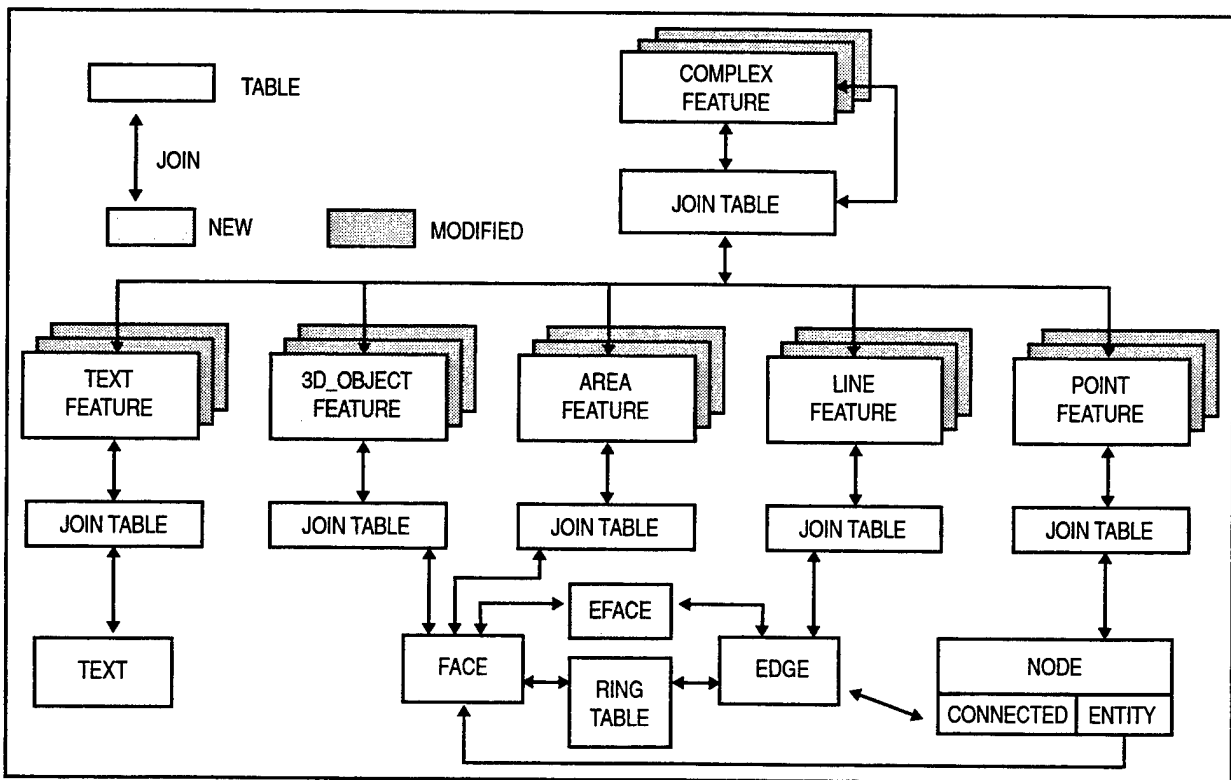 TABLE
JOIN
NEW
MODIFIED
COMPLEX
FEATURE
JOIN TABLE
TEXT
FEATURE
3D_OBJECT
FEATURE
AREA
FEATURE
LINE
FEATURE
POINT
FEATURE
JOIN TABLE
JOIN TABLE
JOIN TABLE
JOIN TABLE
JOIN TABLE
TEXT
FACE
EFACE
RING
TABLE
EDGE
NODE
CONNECTED
ENTITY